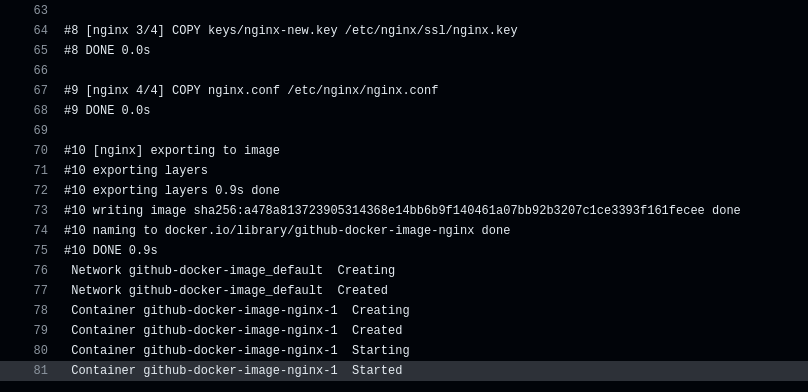 63
64 #8 [nginx 3/4] COPY keys/nginx-new.key /etc/nginx/ssl/nginx.key
65 #8 DONE 0.0s
66
67 #9 [nginx 4/4] COPY nginx.conf /etc/nginx/nginx.conf
68 #9 DONE 0.0s
69
70 #10 [nginx] exporting to image
71 #10 exporting layers
72 #10 exporting layers 0.9s done
73 #10 writing image sha256:a478a813723905314368e14bb6b9f140461a07bb92b3207c1ce3393f161fecee done
74 #10 naming to docker.io/library/github-docker-image-nginx done
75 #10 DONE 0.9s
76  Network github-docker-image_default  Creating
77  Network github-docker-image_default  Created
78  Container github-docker-image-nginx-1  Creating
79  Container github-docker-image-nginx-1  Created
80  Container github-docker-image-nginx-1  Starting
81  Container github-docker-image-nginx-1  Started